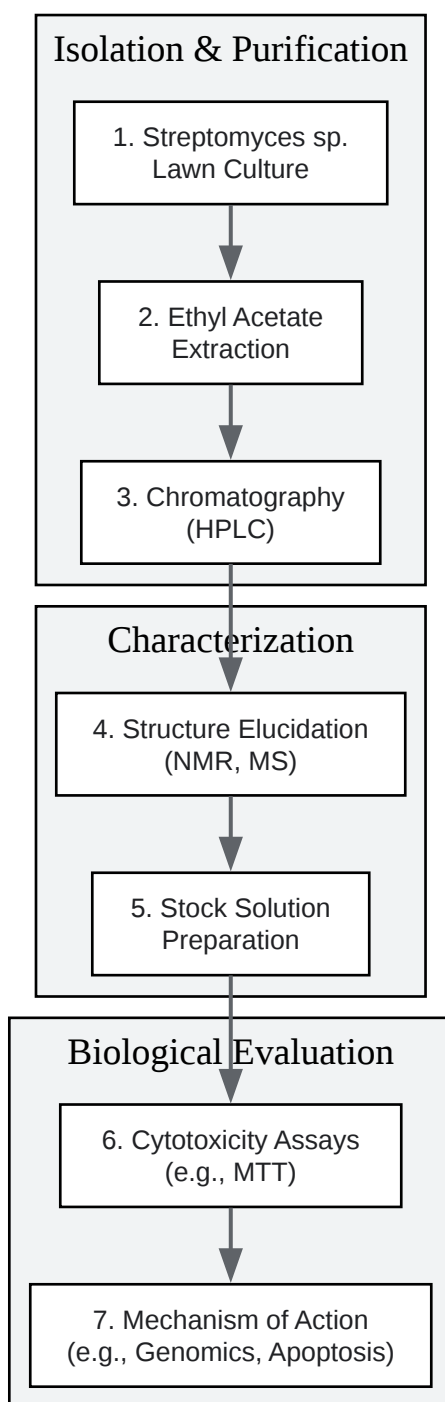 Isolation & Purification
1. Streptomyces sp.
Lawn Culture
2. Ethyl Acetate
Extraction
3. Chromatography
(HPLC)
Characterization
4. Structure Elucidation
(NMR, MS)
5. Stock Solution
Preparation
Biological Evaluation
6. Cytotoxicity Assays
(e.g., MTT)
7. Mechanism of Action
(e.g., Genomics, Apoptosis)